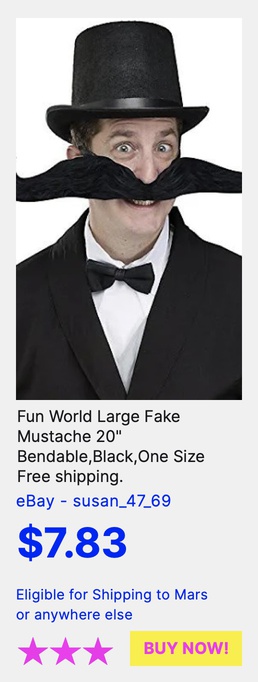 Fun World Large Fake
Mustache 20"
Bendable,Black,One Size
Free shipping.
eBay - susan_47_69
$7.83
Eligible for Shipping to Mars
or anywhere else
BUY NOW!